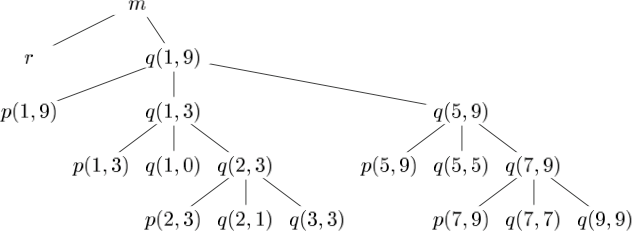 m
r q(1, 9)
p(1, 9) q(1, 3) q(5, 9)
p(1, 3) q(1, 0) q(2, 3) p(5, 9) q(5, 5) q(7, 9)
p(2, 3) q(2, 1) q(3, 3) p(7, 9) q(7, 7) q(9, 9)